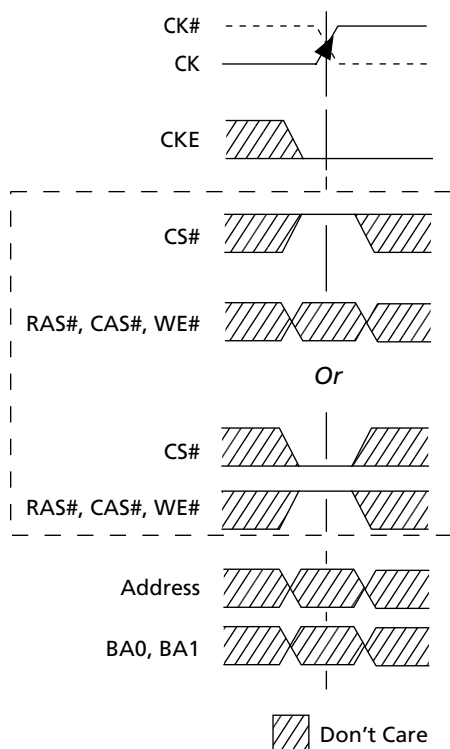 CK#
CK
CKE
CS#
RAS#, CAS#, WE#
Or
CS#
RAS#, CAS#, WE#
Address
BA0, BA1
Don't Care